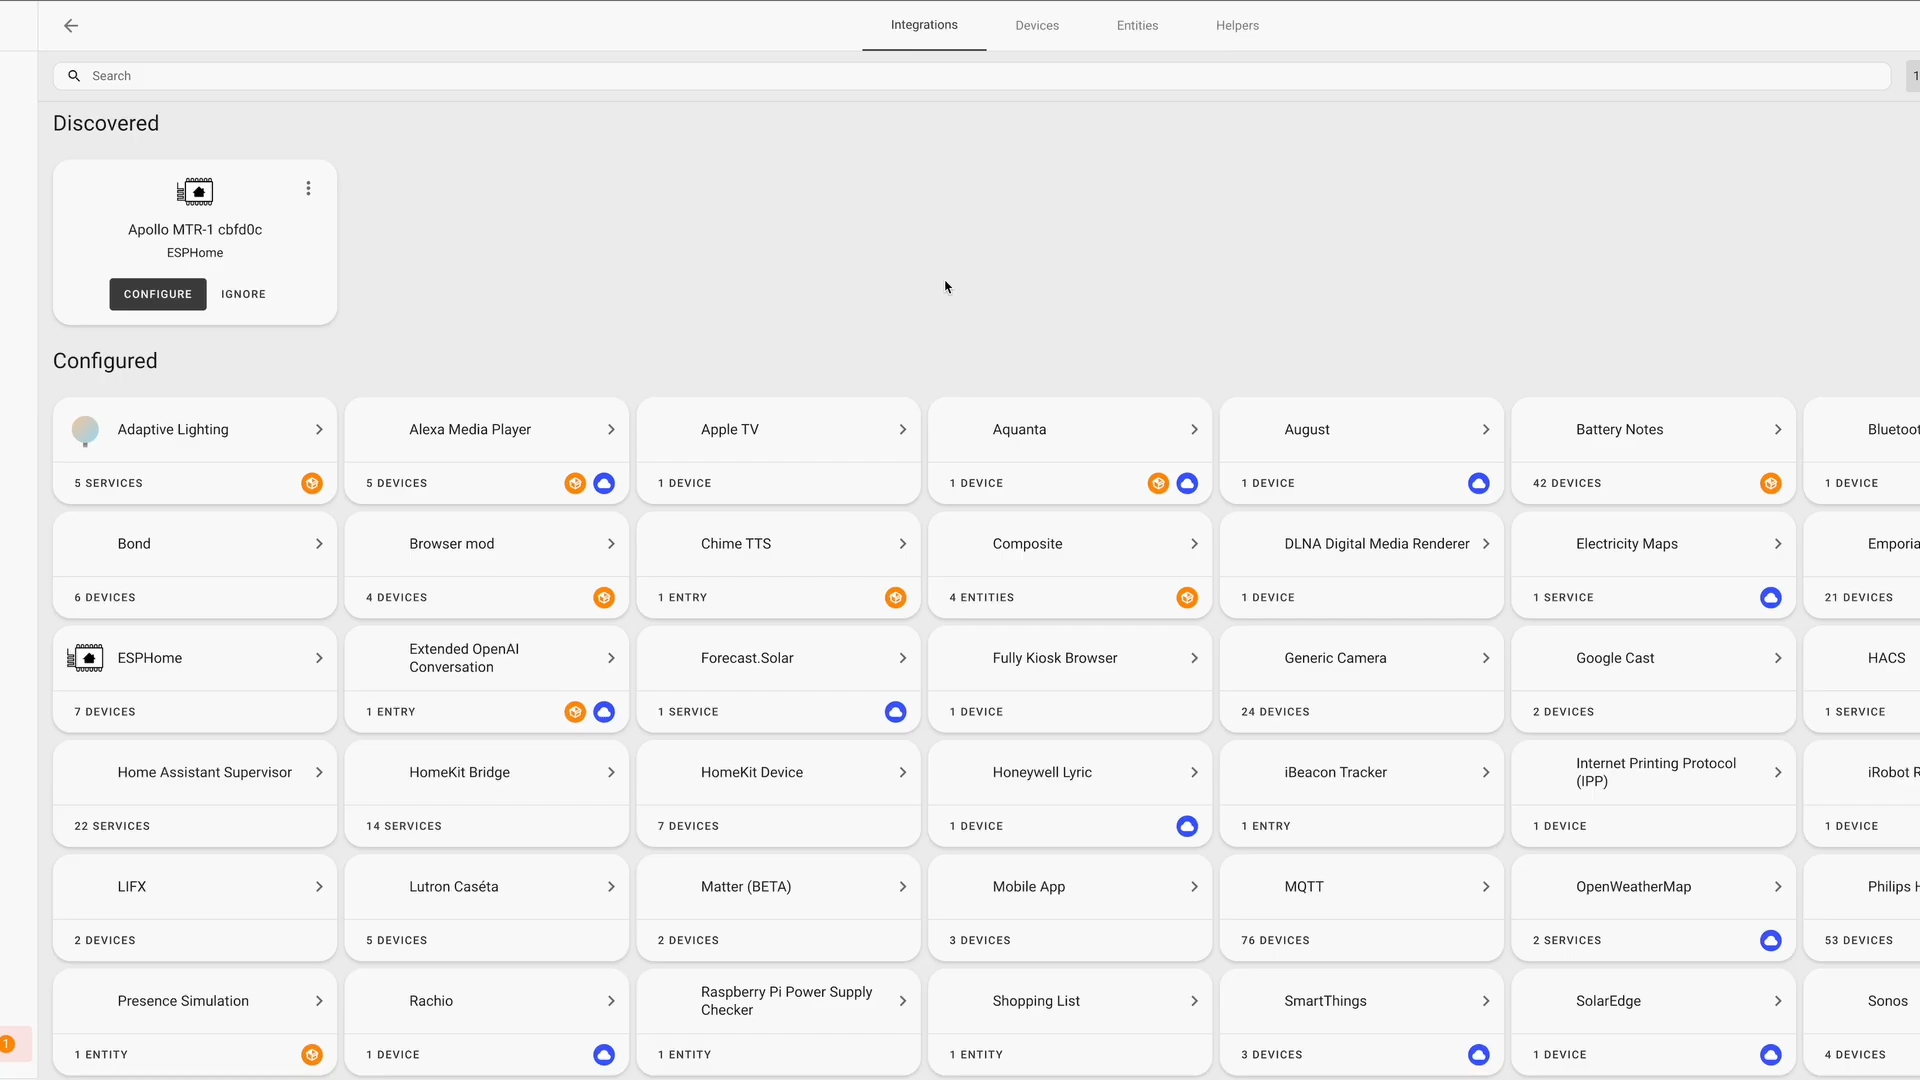 Integrations
Devices
Entities
Helpers
Search
1
Discovered
Apollo MTR-1 cbfd0c
ESPHome
CONFIGURE
IGNORE
Configured
Adaptive Lighting
5 SERVICES
Alexa Media Player
5 DEVICES
Apple TV
1 DEVICE
Aquanta
1 DEVICE
August
1 DEVICE
Battery Notes
42 DEVICES
Bluetoot
1 DEVICE
Bond
6 DEVICES
Browser mod
4 DEVICES
Chime TTS
1 ENTRY
Composite
4 ENTITIES
DLNA Digital Media Renderer
1 DEVICE
Electricity Maps
1 SERVICE
Emporia
21 DEVICES
ESPHome
7 DEVICES
Extended OpenAI
Conversation
1 ENTRY
Forecast.Solar
1 SERVICE
Fully Kiosk Browser
1 DEVICE
Generic Camera
24 DEVICES
Google Cast
2 DEVICES
HACS
1 SERVICE
Home Assistant Supervisor
22 SERVICES
HomeKit Bridge
14 SERVICES
HomeKit Device
7 DEVICES
Honeywell Lyric
1 DEVICE
iBeacon Tracker
1 ENTRY
Internet Printing Protocol
(IPP)
1 DEVICE
iRobot R
1 DEVICE
LIFX
2 DEVICES
Lutron Caséta
5 DEVICES
Matter (BETA)
2 DEVICES
Mobile App
3 DEVICES
MQTT
76 DEVICES
OpenWeatherMap
2 SERVICES
Philips H
53 DEVICES
Presence Simulation
1 ENTITY
Rachio
1 DEVICE
Raspberry Pi Power Supply
Checker
1 ENTITY
Shopping List
1 ENTITY
SmartThings
3 DEVICES
SolarEdge
1 DEVICE
Sonos
4 DEVICES
1